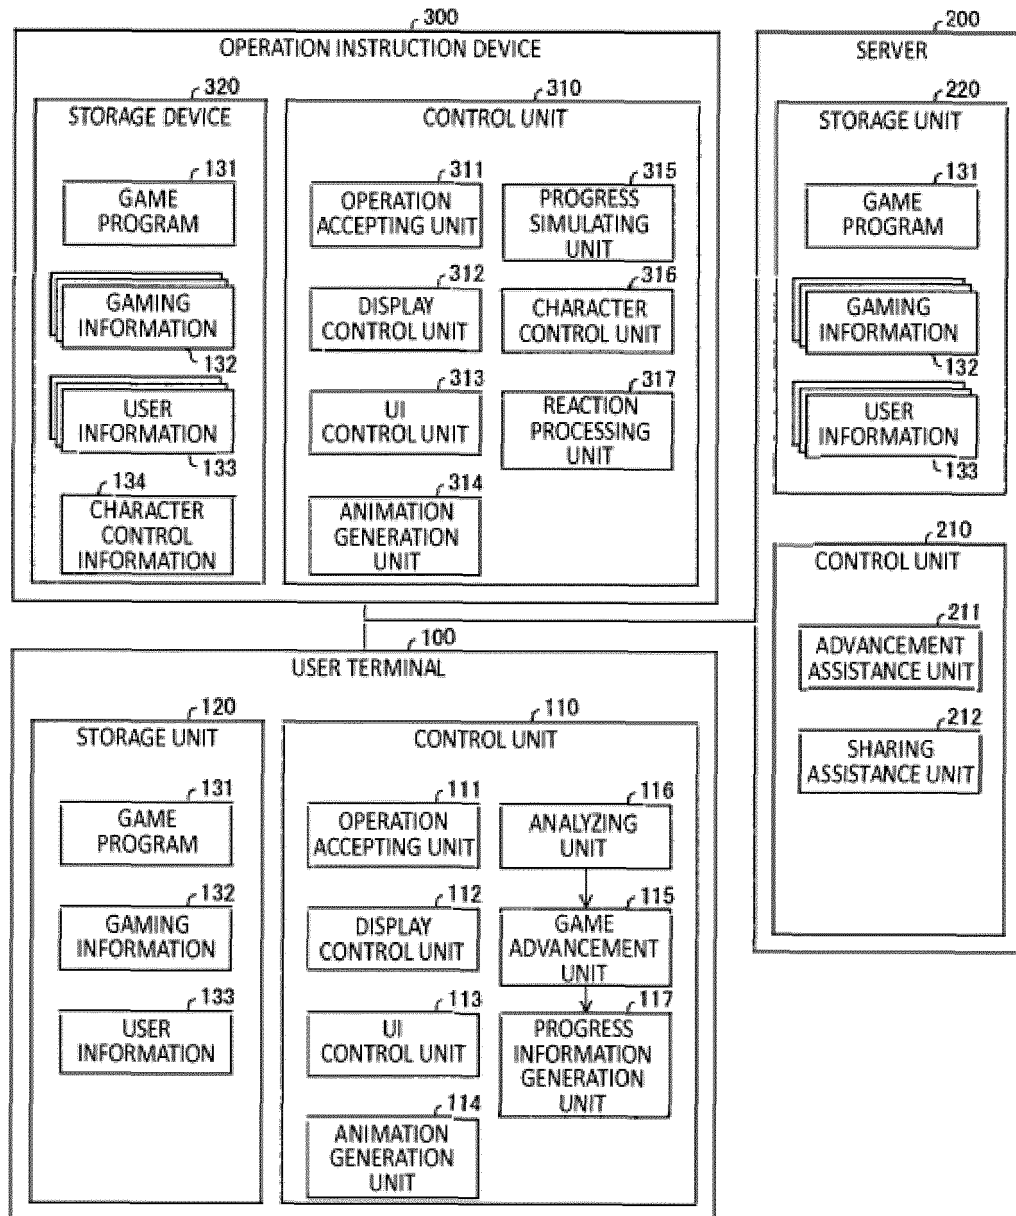 300
OPERATION INSTRUCTION DEVICE
320
STORAGE DEVICE
131
GAME
PROGRAM
GAMING
INFORMATION
132
USER
INFORMATION
133
134
CHARACTER
CONTROL
INFORMATION
310
CONTROL UNIT
311
OPERATION
ACCEPTING UNIT
312
DISPLAY
CONTROL UNIT
313
UI
CONTROL UNIT
314
ANIMATION
GENERATION
UNIT
315
PROGRESS
SIMULATING
UNIT
316
CHARACTER
CONTROL UNIT
317
REACTION
PROCESSING
UNIT
200
SERVER
220
STORAGE UNIT
131
GAME
PROGRAM
GAMING
INFORMATION
132
USER
INFORMATION
133
210
CONTROL UNIT
211
ADVANCEMENT
ASSISTANCE UNIT
212
SHARING
ASSISTANCE UNIT
100
USER TERMINAL
120
STORAGE UNIT
131
GAME
PROGRAM
132
GAMING
INFORMATION
133
USER
INFORMATION
110
CONTROL UNIT
111
OPERATION
ACCEPTING UNIT
112
DISPLAY
CONTROL UNIT
113
UI
CONTROL UNIT
114
ANIMATION
GENERATION
UNIT
116
ANALYZING
UNIT
115
GAME
ADVANCEMENT
UNIT
117
PROGRESS
INFORMATION
GENERATION
UNIT